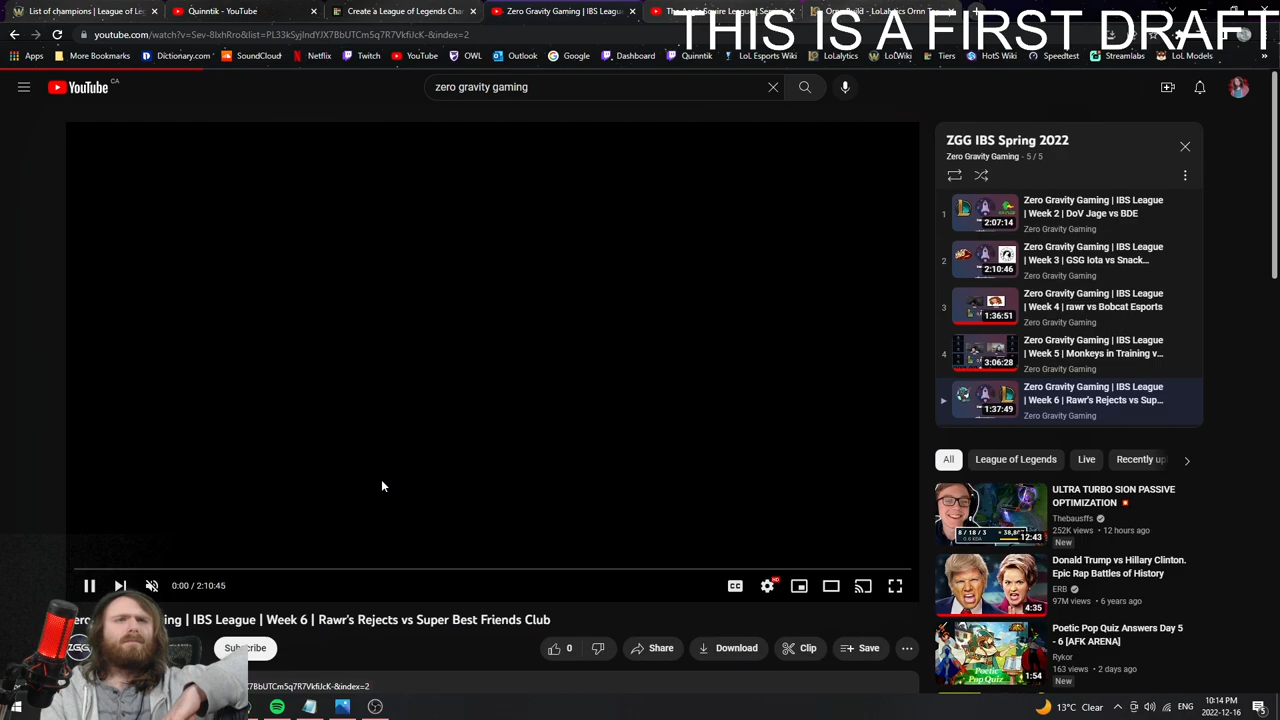 List of champions | League of Le
Quintik - YouTube
Create a League of Legends Cha
Zero Gravity Gaming | IBS Leagu
THIS IS A FIRST DRAFT
youtube.com/watch?v=Sev-8IxhRro&list=PL33kSyjIndYJX7BbUTCm5q7R7VkfiJcK-&index=2
Apps
Dictionary.com
SoundCloud
Netflix
Twitch
YouTube
OWL
Outlook
Google
Dashboard
Quinntik
LoL Esports Wiki
LoLalytics
LoL Wiki
Tiers
HotS Wiki
Speedtest
Streamlabs
LoL Models
YouTube CA
zero gravity gaming
ZGG IBS Spring 2022
Zero Gravity Gaming - 5 / 5
1
2:07:14
Zero Gravity Gaming | IBS League
| Week 2 | DoV Jage vs BDE
Zero Gravity Gaming
2
2:10:46
Zero Gravity Gaming | IBS League
| Week 3 | GSG Iota vs Snack...
Zero Gravity Gaming
3
1:36:51
Zero Gravity Gaming | IBS League
| Week 4 | rawr vs Bobcat Esports
Zero Gravity Gaming
4
3:06:28
Zero Gravity Gaming | IBS League
| Week 5 | Monkeys in Training v...
Zero Gravity Gaming
1:37:49
Zero Gravity Gaming | IBS League
| Week 6 | Rawr's Rejects vs Sup...
Zero Gravity Gaming
All
League of Legends
Live
Recently up
ULTRA TURBO SION PASSIVE
OPTIMIZATION
Thebausffs
252K views • 12 hours ago
New
12:43
Donald Trump vs Hillary Clinton.
Epic Rap Battles of History
ERB
97M views • 6 years ago
4:35
Poetic Pop Quiz Answers Day 5
- 6 [AFK ARENA]
Rykor
163 views • 2 days ago
New
1:54
0:00 / 2:10:45
| IBS League | | 's Rejects vs Super Best Friends Club
Subscribe
0
Share
Download
Clip
Save
7BbUTCm5q7R7VkfiJcK-&index=2
13°C Clear
ENG
10:14 PM
2022-12-16